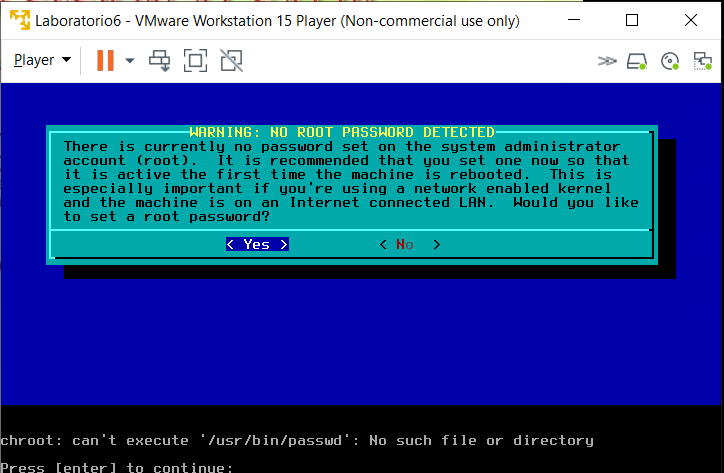 Laboratorio6 - VMware Workstation 15 Player (Non-commercial use only)
Player
WARNING: NO ROOT PASSWORD DETECTED
There is currently no password set on the system administrator
account (root).  It is recommended that you set one now so that
it is active the first time the machine is rebooted.  This is
especially important if you're using a network enabled kernel
and the machine is on an Internet connected LAN.  Would you like
to set a root password?
< Yes > < No >
chroot: can't execute '/usr/bin/passwd': No such file or directory
Press [enter] to continue: